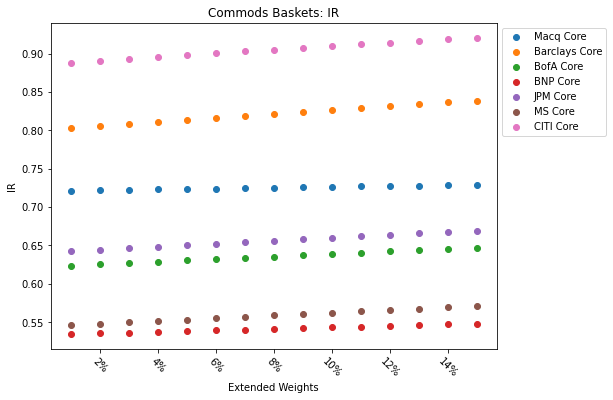 Commods Baskets: IR
IR
0.90
0.85
0.80
0.75
0.70
0.65
0.60
0.55
2%
4%
6%
8%
10%
12%
14%
Extended Weights
Macq Core
Barclays Core
BofA Core
BNP Core
JPM Core
MS Core
CITI Core